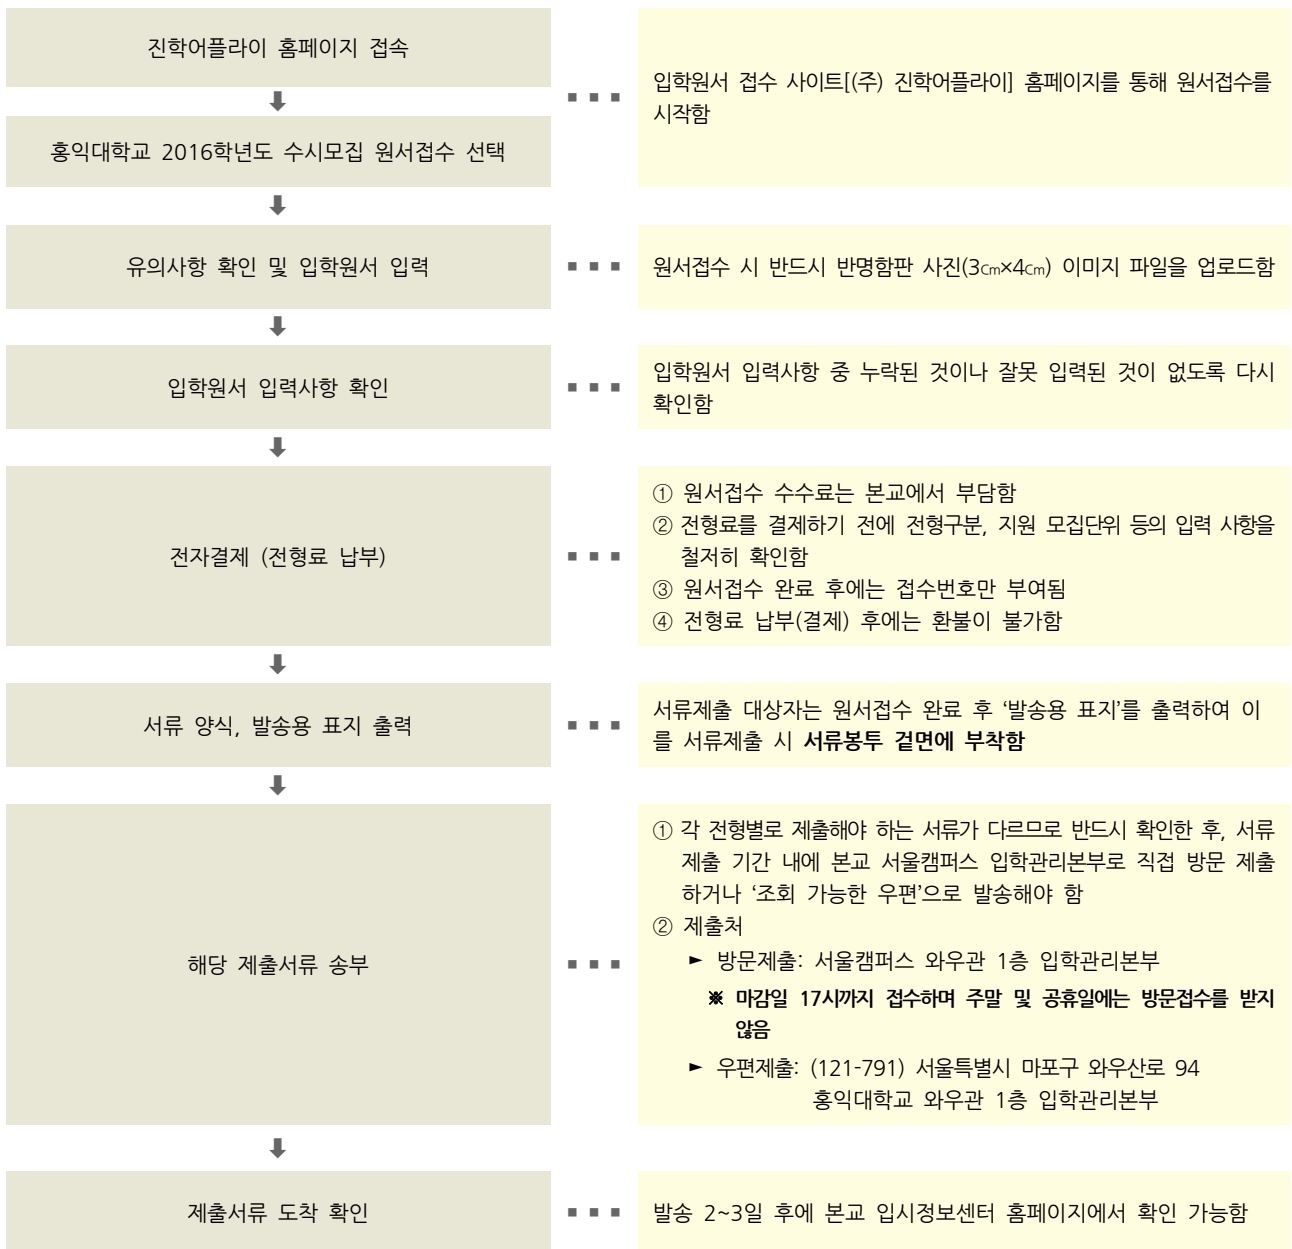 진학어플라이 홈페이지 접속
⬇
홍익대학교 2016학년도 수시모집 원서접수 선택
입학원서 접수 사이트[(주) 진학어플라이] 홈페이지를 통해 원서접수를
시작함
⬇
유의사항 확인 및 입학원서 입력
원서접수 시 반드시 반명함판 사진(3㎝×4㎝) 이미지 파일을 업로드함
⬇
입학원서 입력사항 확인
입학원서 입력사항 중 누락된 것이나 잘못 입력된 것이 없도록 다시
확인함
⬇
전자결제 (전형료 납부)
① 원서접수 수수료는 본교에서 부담함
② 전형료를 결제하기 전에 전형구분, 지원 모집단위 등의 입력 사항을
철저히 확인함
③ 원서접수 완료 후에는 접수번호만 부여됨
④ 전형료 납부(결제) 후에는 환불이 불가함
⬇
서류 양식, 발송용 표지 출력
서류제출 대상자는 원서접수 완료 후 ‘발송용 표지’를 출력하여 이
를 서류제출 시 서류봉투 겉면에 부착함
⬇
해당 제출서류 송부
① 각 전형별로 제출해야 하는 서류가 다르므로 반드시 확인한 후, 서류
제출 기간 내에 본교 서울캠퍼스 입학관리본부로 직접 방문 제출
하거나 ‘조회 가능한 우편’으로 발송해야 함
② 제출처
► 방문제출: 서울캠퍼스 와우관 1층 입학관리본부
※ 마감일 17시까지 접수하며 주말 및 공휴일에는 방문접수를 받지
않음
► 우편제출: (121-791) 서울특별시 마포구 와우산로 94
홍익대학교 와우관 1층 입학관리본부
⬇
제출서류 도착 확인
발송 2~3일 후에 본교 입시정보센터 홈페이지에서 확인 가능함